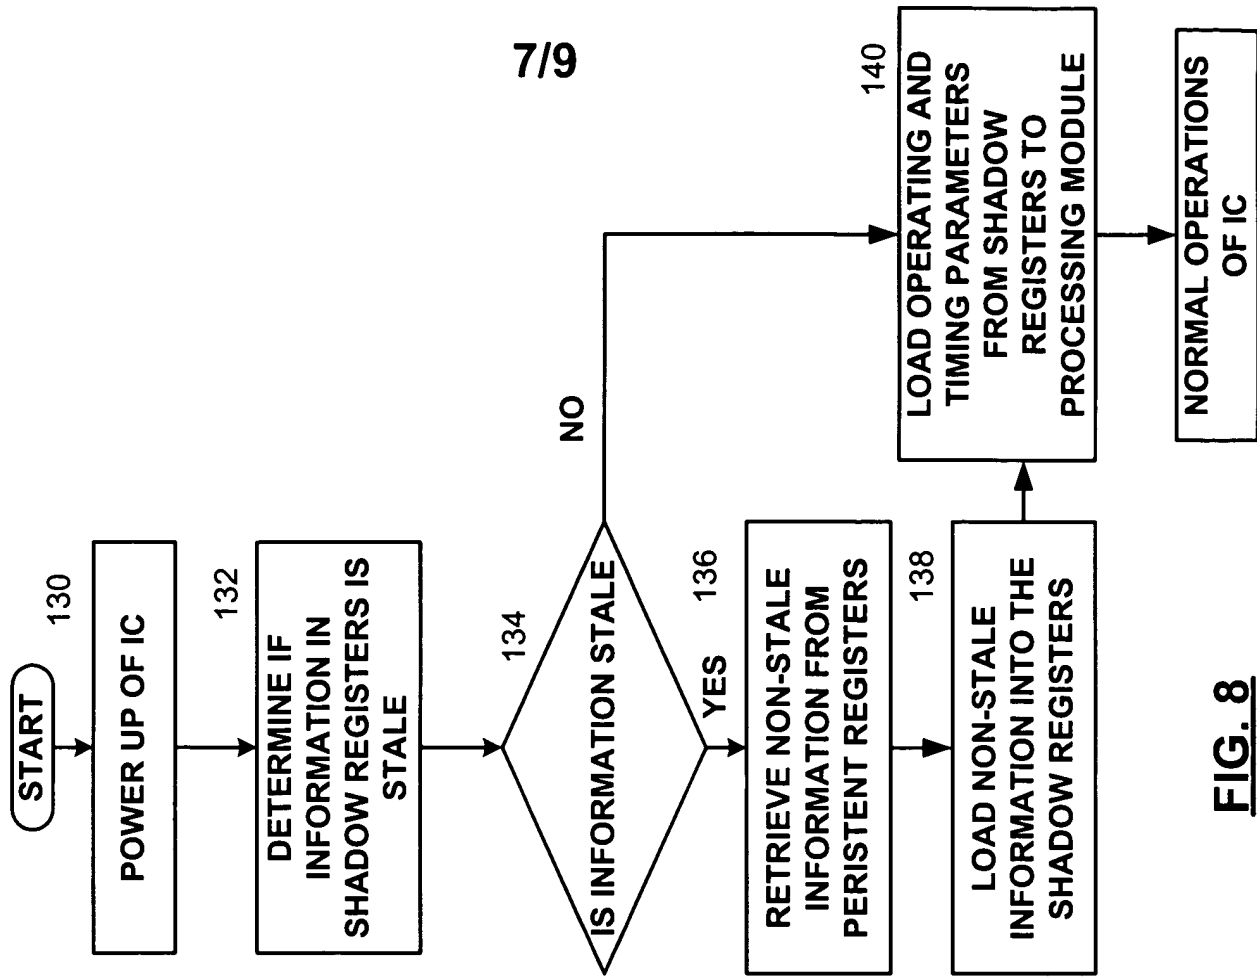 7/9
START
130
POWER UP OF IC
132
DETERMINE IF
INFORMATION IN
SHADOW REGISTERS IS
STALE
134
IS INFORMATION STALE
NO
YES
136
RETRIEVE NON-STALE
INFORMATION FROM
PERISTENT REGISTERS
138
LOAD NON-STALE
INFORMATION INTO THE
SHADOW REGISTERS
140
LOAD OPERATING AND
TIMING PARAMETERS
FROM SHADOW
REGISTERS TO
PROCESSING MODULE
NORMAL OPERATIONS
OF IC
FIG. 8